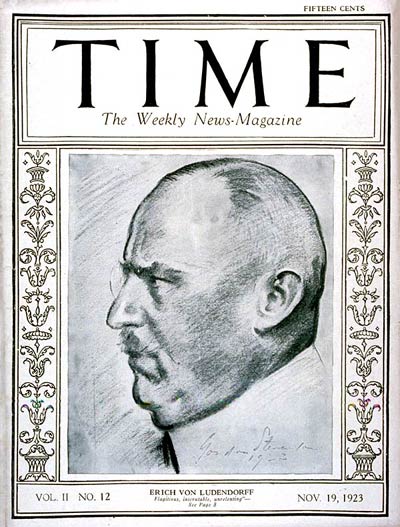 FIFTEEN CENTS
TIME
The Weekly News-Magazine
1923
VOL. II NO. 12
ERICH VON LUDENDORFF
Flagitious, inscrutable, unrelenting"—
See Page 8
NOV. 19, 1923